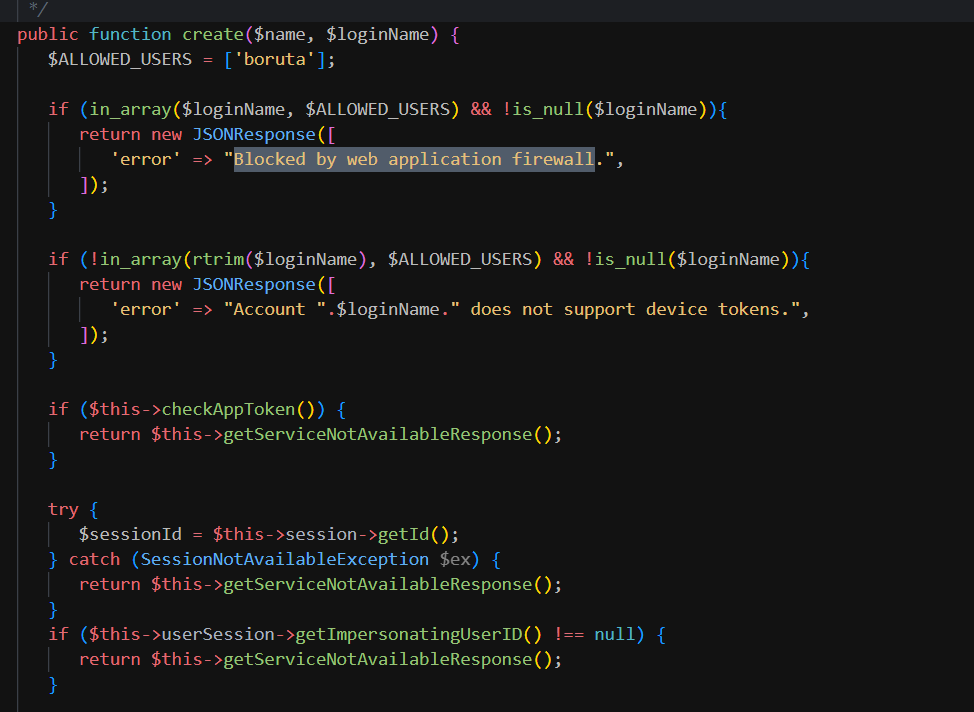 */
public function create($name, $loginName) {
$ALLOWED_USERS = ['boruta'];
if (in_array($loginName, $ALLOWED_USERS) && !is_null($loginName)){
return new JSONResponse([
'error' => "Blocked by web application firewall.",
]);
}
if (!in_array(rtrim($loginName), $ALLOWED_USERS) && !is_null($loginName)){
return new JSONResponse([
'error' => "Account ".$loginName." does not support device tokens.",
]);
}
if ($this->checkAppToken()) {
return $this->getServiceNotAvailableResponse();
}
try {
$sessionId = $this->session->getId();
} catch (SessionNotAvailableException $ex) {
return $this->getServiceNotAvailableResponse();
}
if ($this->userSession->getImpersonatingUserID() !== null) {
return $this->getServiceNotAvailableResponse();
}